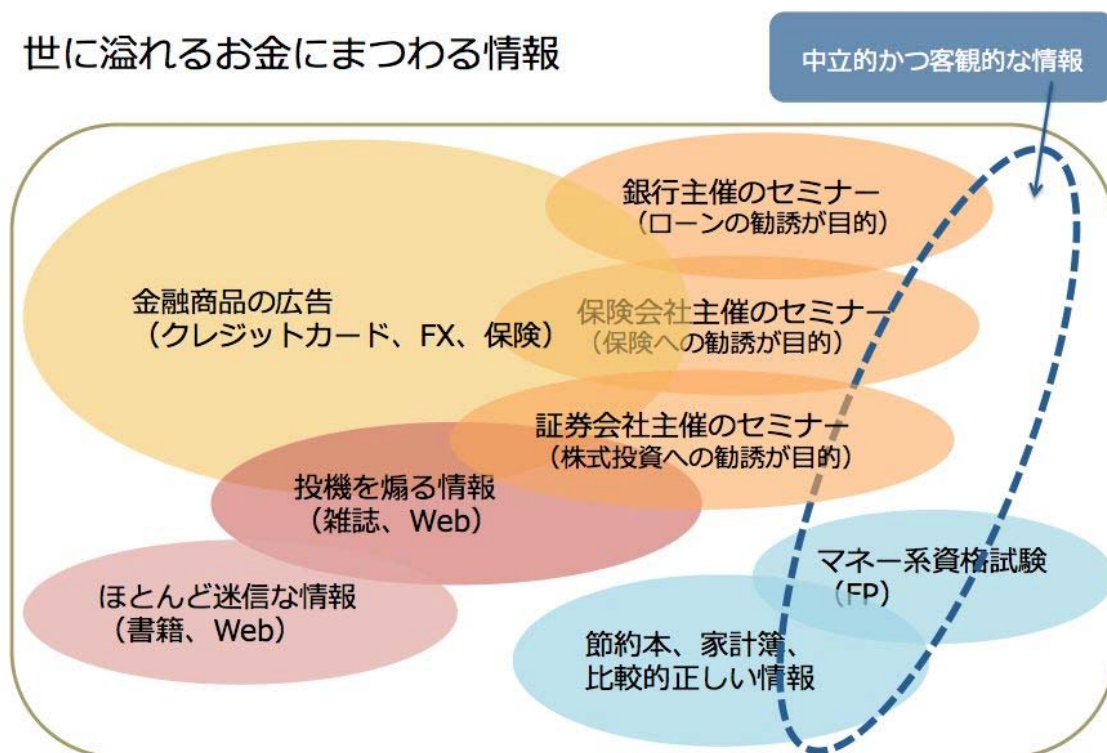 世に溢れるお金にまつわる情報
中立的かつ客観的な情報
銀行主催のセミナー
（ローンの勧誘が目的）
金融商品の広告
（クレジットカード、FX、保険）
保険会社主催のセミナー
（保険への勧誘が目的）
証券会社主催のセミナー
（株式投資への勧誘が目的）
投機を煽る情報
（雑誌、Web）
マネー系資格試験
（FP）
ほとんど迷信な情報
（書籍、Web）
節約本、家計簿、
比較的正しい情報